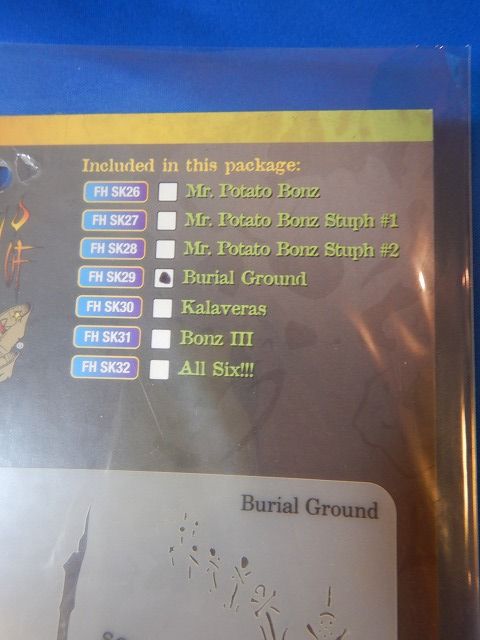 Included in this package:
FH SK26 Mr. Potato Bonz
FH SK27 Mr. Potato Bonz Stuph #1
FH SK28 Mr. Potato Bonz Stuph #2
FH SK29 Burial Ground
FH SK30 Kalaveras
FH SK31 Bonz III
FH SK32 All Six!!!
OF
®
Burial Ground